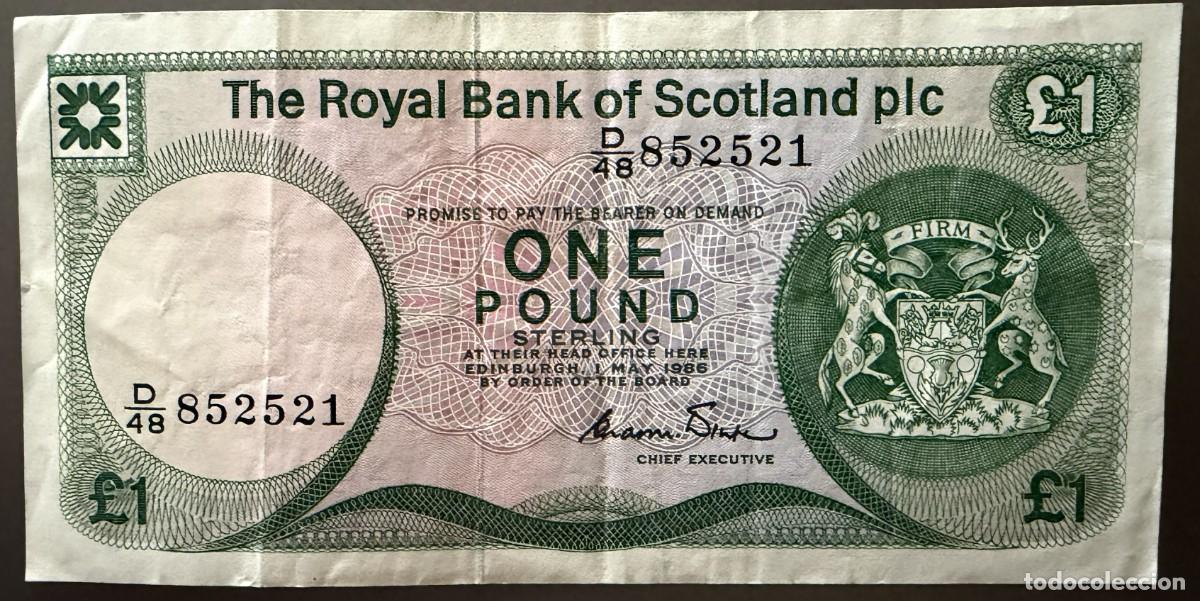 The Royal Bank of Scotland plc
£1
D/48 852521
PROMISE TO PAY THE BEARER ON DEMAND
ONE
POUND
STERLING
AT THEIR HEAD OFFICE HERE
EDINBURGH, 1 MAY 1986
BY ORDER OF THE BOARD
CHIEF EXECUTIVE
FIRM
D/48 852521
£1
£1
todocoleccion